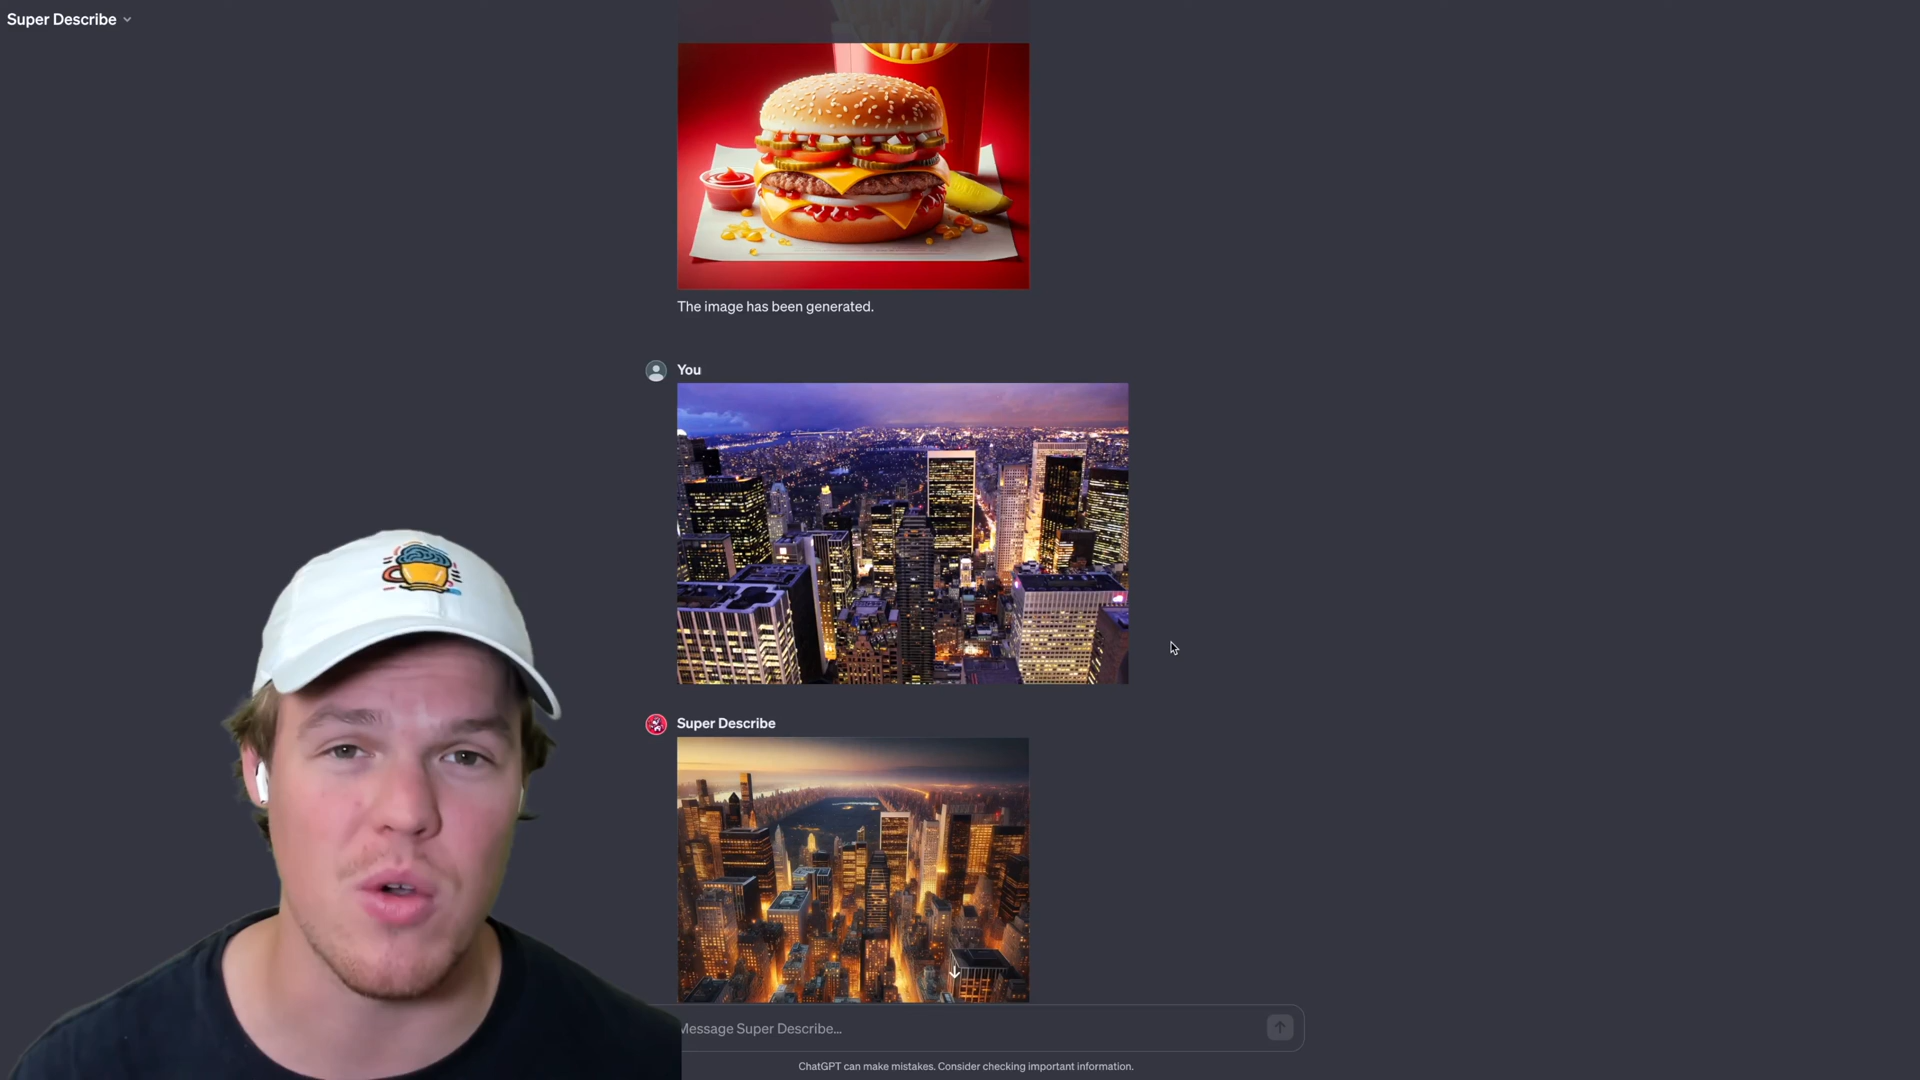 Super Describe
The image has been generated.
You
Super Describe
Message Super Describe...
ChatGPT can make mistakes. Consider checking important information.